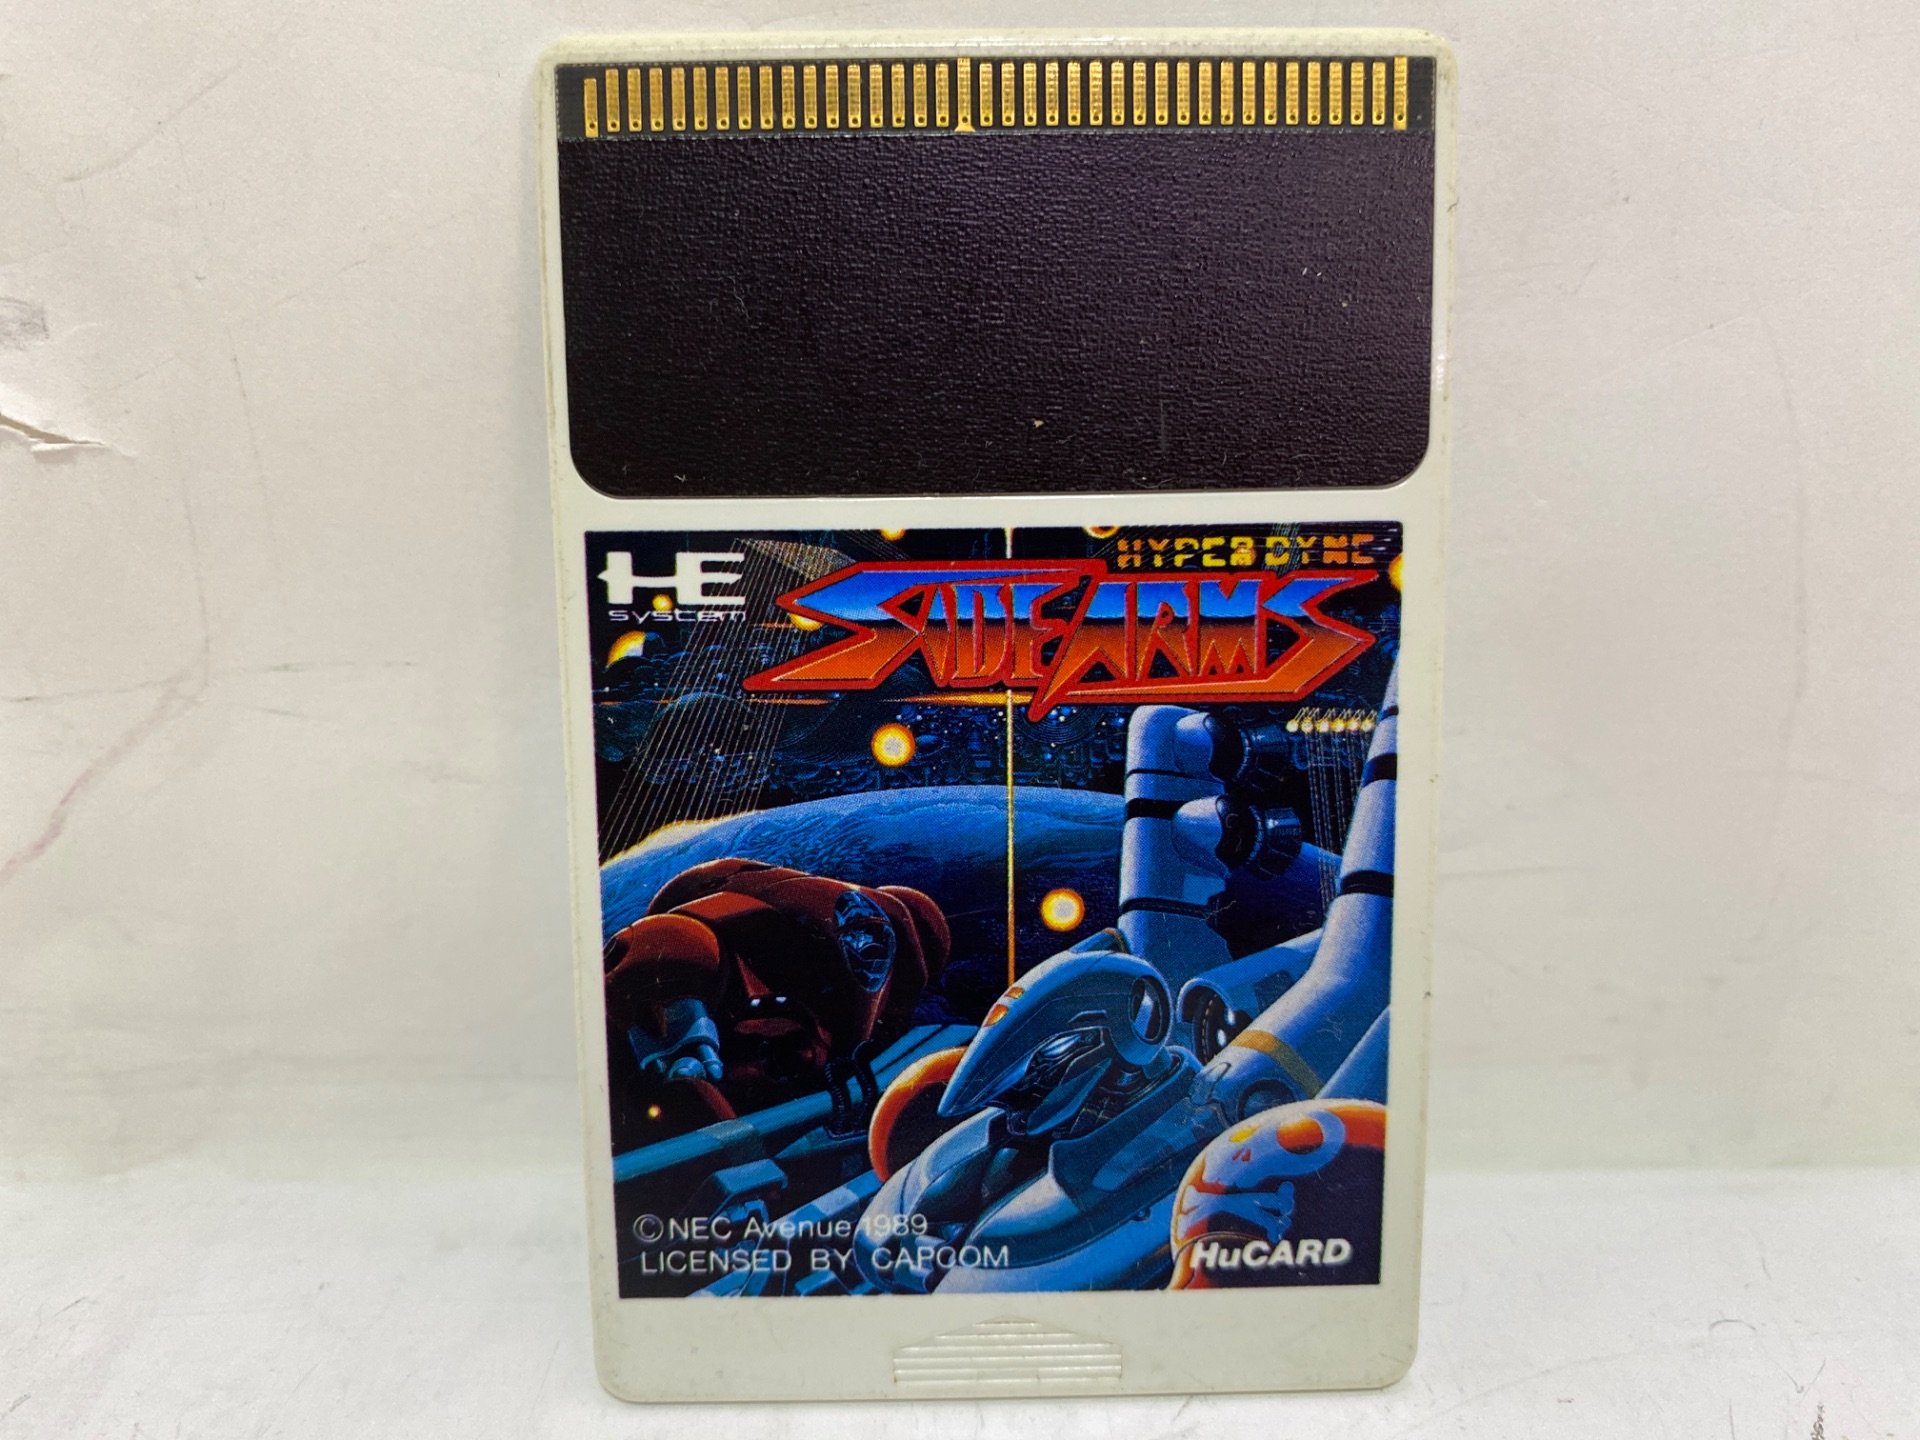 HE
system
HYPER DYNE
SIDE ARMS
© NEC Avenue 1989
LICENSED BY CAPCOM
HuCARD